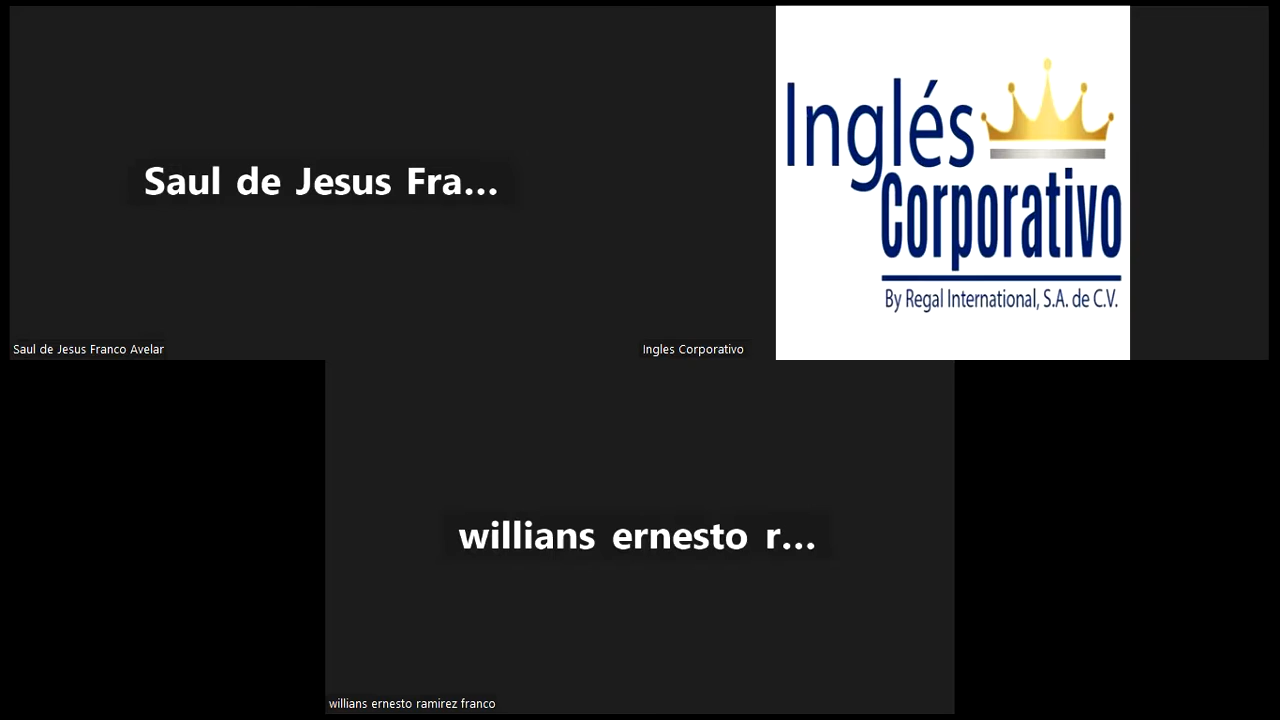 Saul de Jesus Fra...
Saul de Jesus Franco Avelar
Inglés
Corporativo
By Regal International, S.A. de C.V.
Ingles Corporativo
willians ernesto r...
willians ernesto ramirez franco